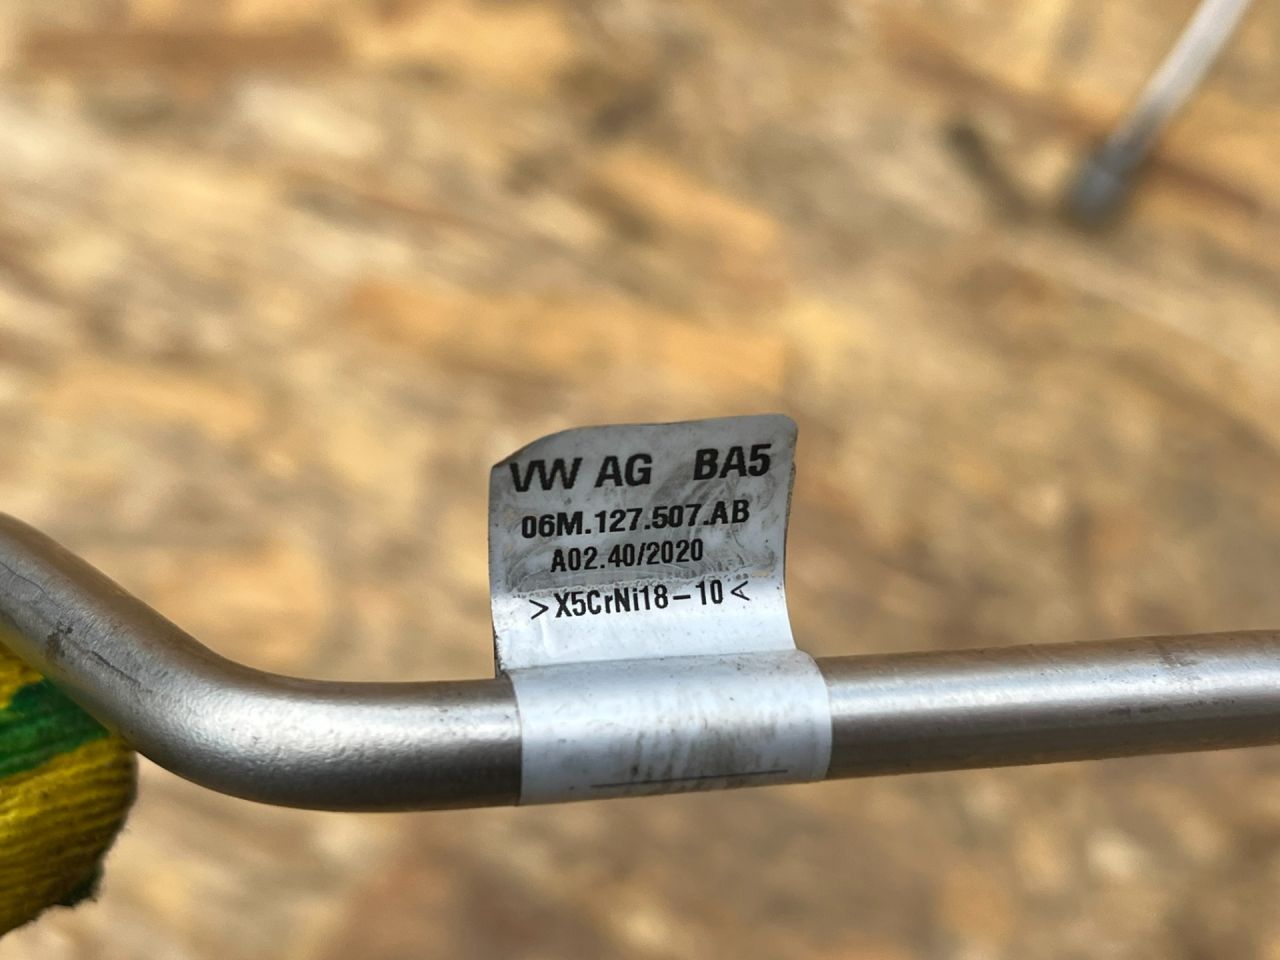 VW AG BA5
06M.127.507.AB
A02.40/2020
>X5CrNi18-10<